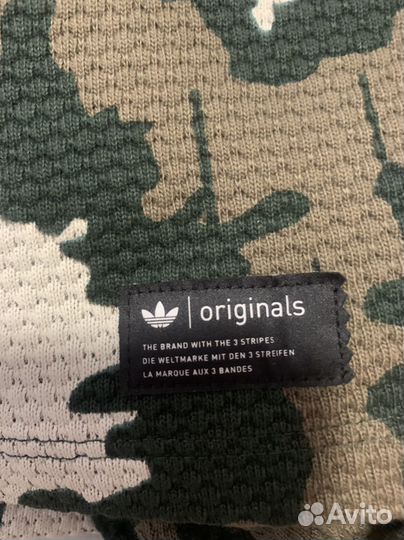 originals
THE BRAND WITH THE 3 STRIPES
DIE WELTMARKE MIT DEN 3 STREIFEN
LA MARQUE AUX 3 BANDES
Avito